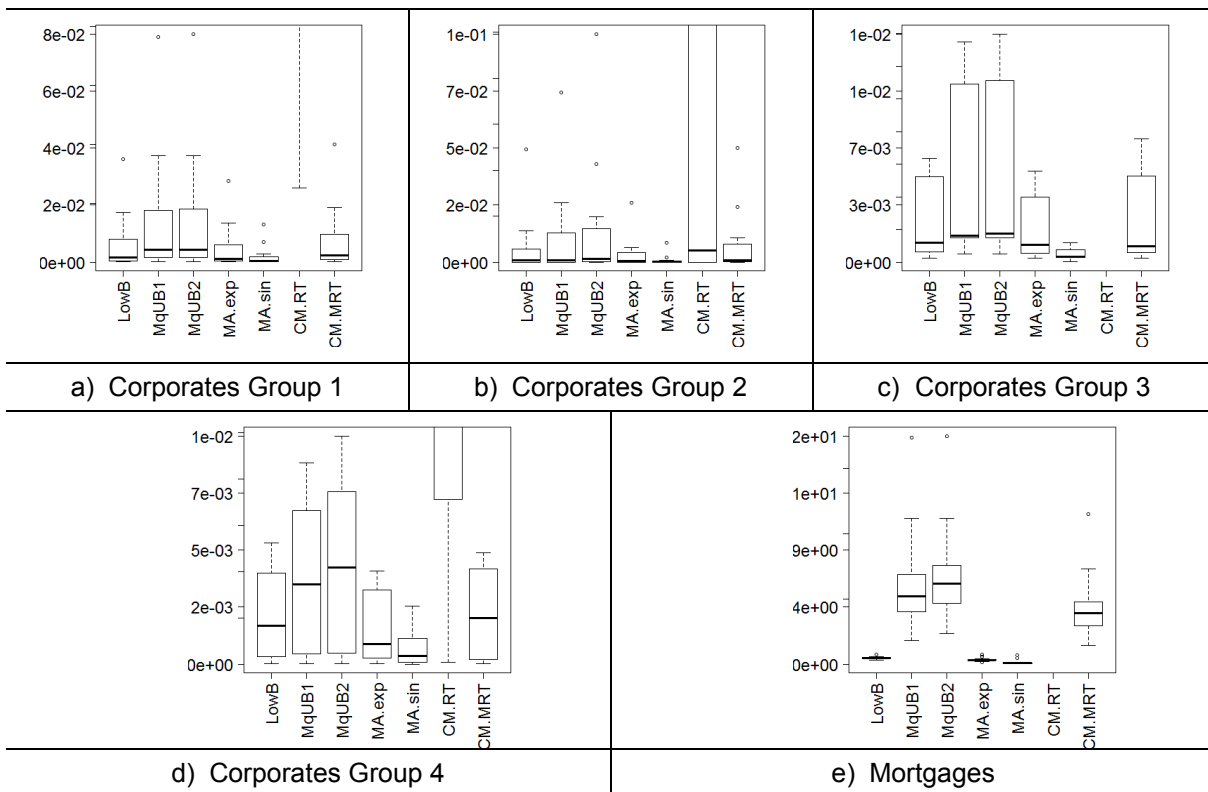 8e-02
6e-02
4e-02
2e-02
0e+00
LowB
MqUB1
MqUB2
MA.exp
MA.sin
CM.RT
CM.MRT
1e-01
7e-02
5e-02
2e-02
0e+00
LowB
MqUB1
MqUB2
MA.exp
MA.sin
CM.RT
CM.MRT
1e-02
1e-02
7e-03
3e-03
0e+00
LowB
MqUB1
MqUB2
MA.exp
MA.sin
CM.RT
CM.MRT
a) Corporates Group 1
b) Corporates Group 2
c) Corporates Group 3
1e-02
7e-03
5e-03
2e-03
0e+00
LowB
MqUB1
MqUB2
MA.exp
MA.sin
CM.RT
CM.MRT
2e+01
1e+01
9e+00
4e+00
0e+00
LowB
MqUB1
MqUB2
MA.exp
MA.sin
CM.RT
CM.MRT
d) Corporates Group 4
e) Mortgages